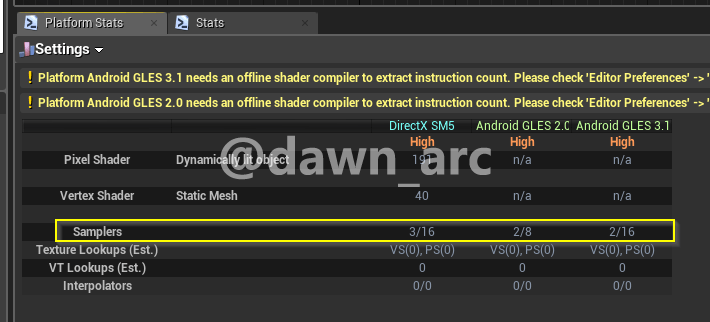 Platform Stats
Stats
Settings
! Platform Android GLES 3.1 needs an offline shader compiler to extract instruction count. Please check 'Editor Preferences' -> '
! Platform Android GLES 2.0 needs an offline shader compiler to extract instruction count. Please check 'Editor Preferences' -> '
DirectX SM5 Android GLES 2.0 Android GLES 3.1
High High High
Pixel Shader Dynamically lit object 191 n/a n/a
@dawn_arc
Vertex Shader Static Mesh 40 n/a n/a
Samplers 3/16 2/8 2/16
Texture Lookups (Est.) VS(0), PS(0) VS(0), PS(0) VS(0), PS(0)
VT Lookups (Est.) 0 0 0
Interpolators 0/0 0/0 0/0